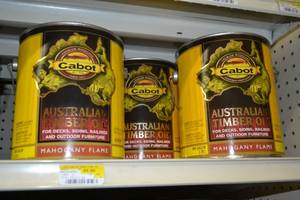 Cabot
AUSTRALIAN
TIMBER OIL
FOR DECKS, SIDING, RAILINGS
AND OUTDOOR FURNITURE
MAHOGANY FLAME
Cabot
AUSTRALIAN
TIMBER OIL
MAHOGANY FLAME
Cabot
AUSTRALIAN
TIMBER OIL
FOR DECKS, SIDING, RAILINGS
AND OUTDOOR FURNITURE
MAHOGANY FLAME